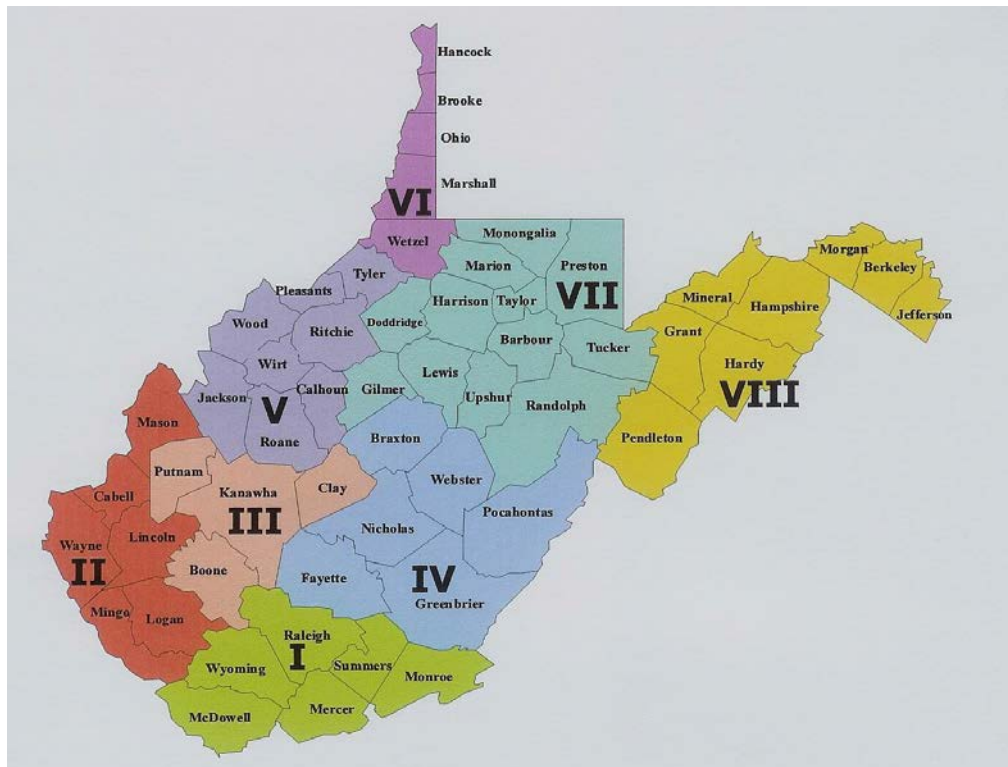 Hancock
Brooke
Ohio
Marshall
VI
Wetzel
Monongalia
Marion
Preston
Tyler
Pleasants
Harrison
Taylor
VII
Wood
Ritchie
Doddridge
Barbour
Tucker
Wirt
Lewis
Calhoun
Gilmer
Upshur
Jackson
V
Randolph
Roane
Morgan
Berkeley
Mineral
Hampshire
Jefferson
Grant
Hardy
VIII
Pendleton
Mason
Braxton
Putnam
Webster
Cabell
Kanawha
Clay
III
Pocahontas
Nicholas
Wayne
Lincoln
II
Boone
Fayette
IV
Greenbrier
Mingo
Logan
Raleigh
I
Wyoming
Summers
Monroe
McDowell
Mercer